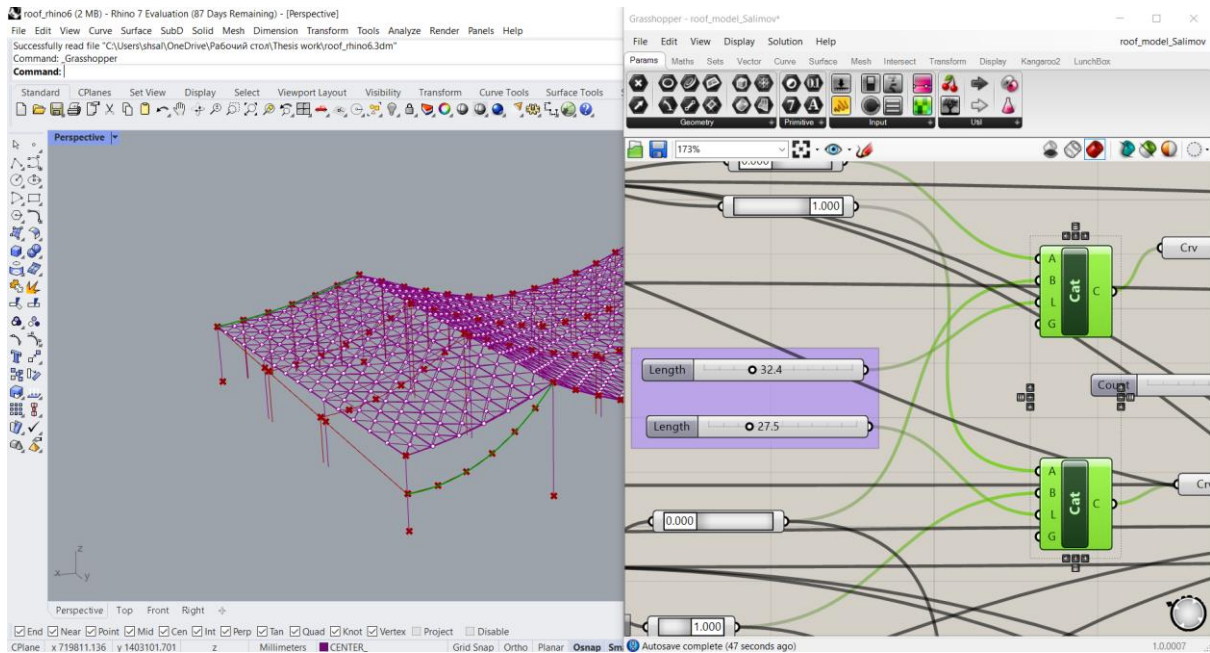 roof_rhino6 (2 MB) - Rhino 7 Evaluation (87 Days Remaining) - [Perspective]
File Edit View Curve Surface SubD Solid Mesh Dimension Transform Tools Analyze Render Panels Help
Successfully read file "C:\Users\shsal\OneDrive\Рабочий стол\Thesis work\roof_rhino6.3dm"
Command: _Grasshopper
Command:
Standard CPlanes Set View Display Select Viewport Layout Visibility Transform Curve Tools Surface Tools S
Perspective
z
x
y
Perspective Top Front Right
End Near Point Mid Cen Int Perp Tan Quad Knot Vertex Project Disable
CPlane x 719811.136 y 1403101.701 z Millimeters CENTER_ Grid Snap Ortho Planar Osnap Sm
Grasshopper - roof_model_Salimov*
File Edit View Display Solution Help roof_model_Salimov
Params Maths Sets Vector Curve Surface Mesh Intersect Transform Display Kangaroo2 LunchBox
Geometry Primitive Input Util
173%
0.000
1.000
A
B
L
G
Cat
C
Crv
Length 32.4
Count
Length 27.5
A
B
L
G
Cat
C
Crv
0.000
1.000
Autosave complete (47 seconds ago) 1.0.0007